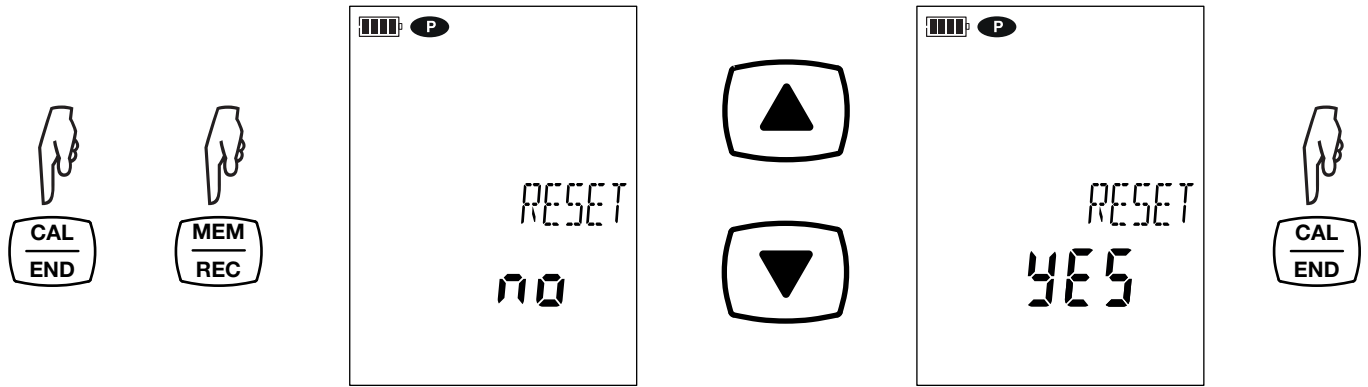 CAL
END
MEM
REC
P
RESET
no
P
RESET
YES
CAL
END